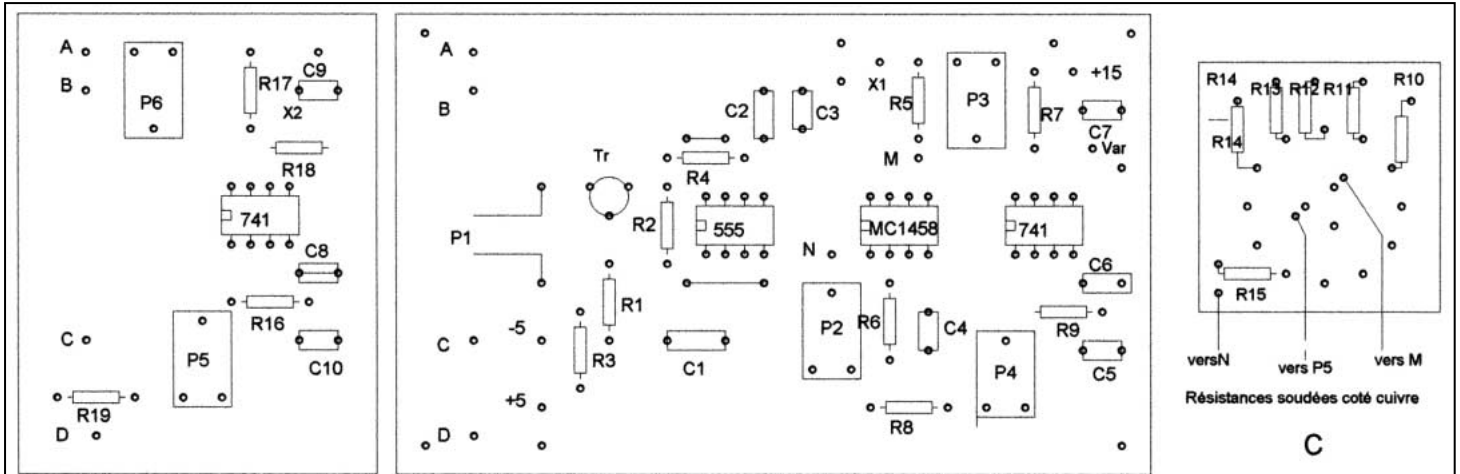 A
B
P6
R17
C9
X2
R18
741
C8
R16
C
P5
C10
R19
D
A
B
C2
C3
X1
R5
P3
R7
+15
C7
Var
M
Tr
R4
P1
R2
555
MC1458
741
N
C6
R1
P2
R6
C4
R9
-5
C
R3
C1
P4
C5
+5
D
R8
R14
R13
R12
R11
R10
R14
R15
versN
vers P5
vers M
Résistances soudées coté cuivre
C